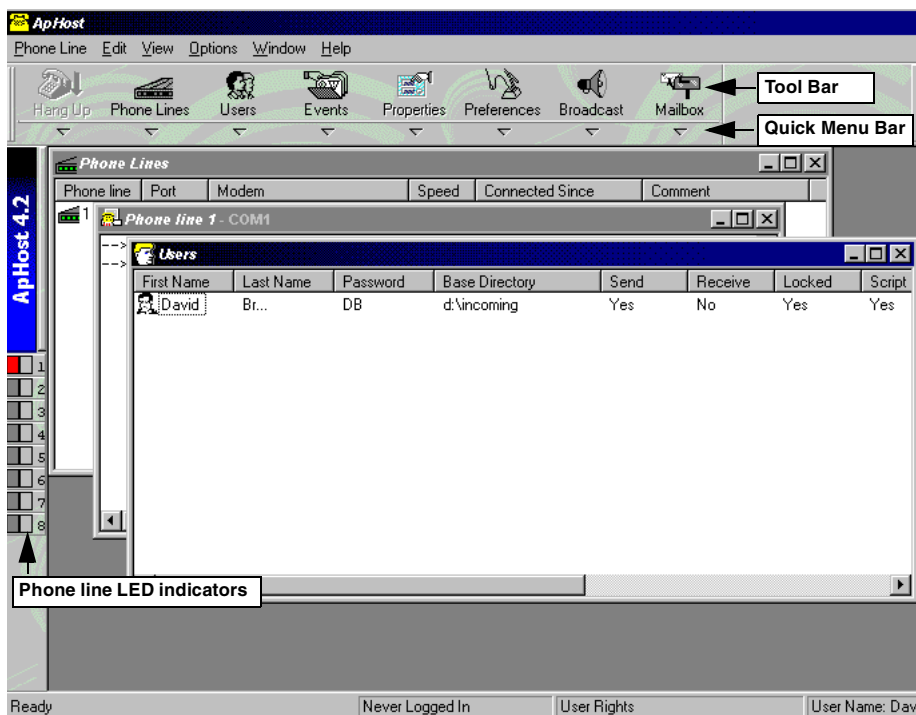 ApHost
Phone Line Edit View Options Window Help
Hang Up Phone Lines Users Events Properties Preferences Broadcast Mailbox
Tool Bar
Quick Menu Bar
ApHost 4.2
Phone Lines
Phone line Port Modem Speed Connected Since Comment
1
Phone line 1 - COM1
-->
-->
Users
First Name Last Name Password Base Directory Send Receive Locked Script
David Br... DB d:\incoming Yes No Yes Yes
1
2
3
4
5
6
7
8
Phone line LED indicators
Ready Never Logged In User Rights User Name: Dav